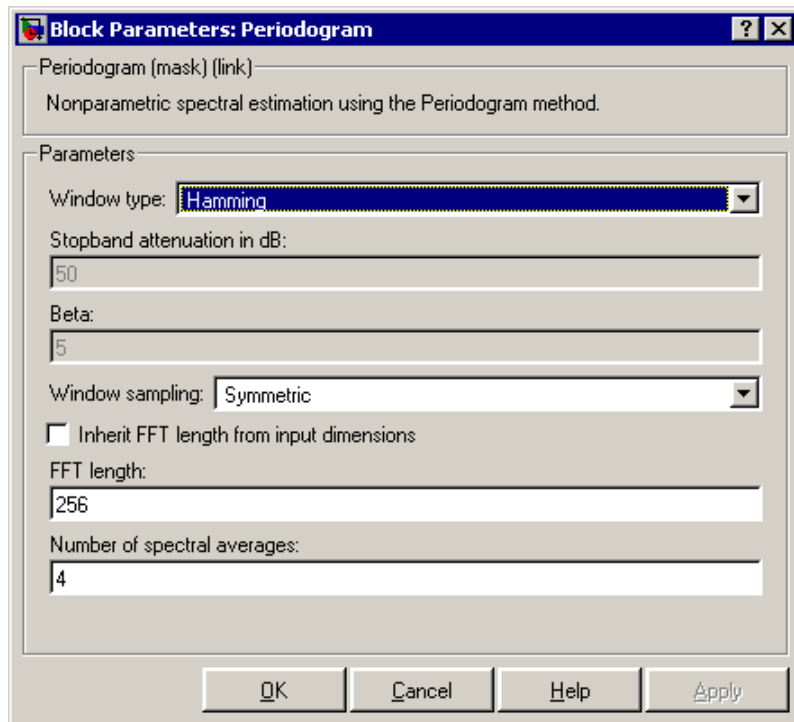 Block Parameters: Periodogram
Periodogram (mask) (link)
Nonparametric spectral estimation using the Periodogram method.
Parameters
Window type: Hamming
Stopband attenuation in dB:
50
Beta:
5
Window sampling: Symmetric
Inherit FFT length from input dimensions
FFT length:
256
Number of spectral averages:
4
OK Cancel Help Apply